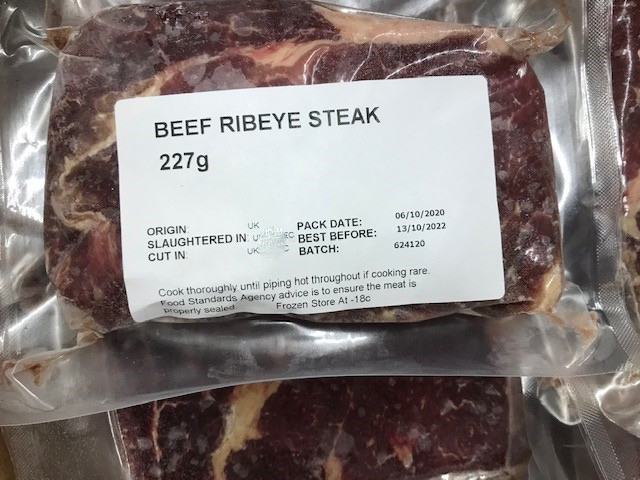 BEEF RIBEYE STEAK
227g
ORIGIN: UK PACK DATE: 06/10/2020
SLAUGHTERED IN: BEST BEFORE: 13/10/2022
CUT IN: UK BATCH: 624120
Cook thoroughly until piping hot throughout if cooking rare.
Food Standards Agency advice is to ensure the meat is
properly sealed. Frozen Store At -18c